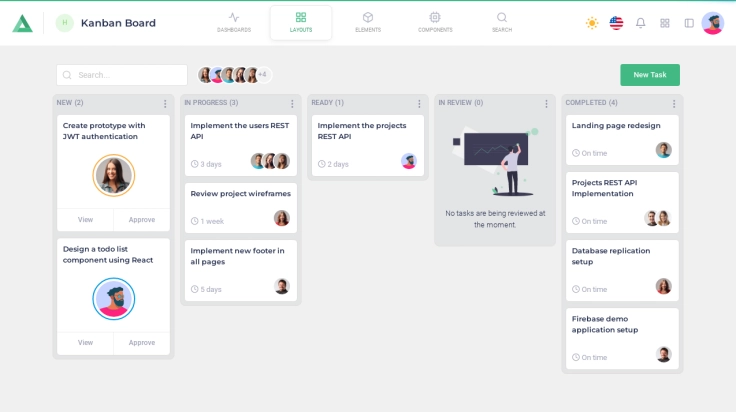 H
Kanban Board
DASHBOARDS
LAYOUTS
ELEMENTS
COMPONENTS
SEARCH
Search...
+4
New Task
NEW (2)
Create prototype with
JWT authentication
View
Approve
Design a todo list
component using React
View
Approve
IN PROGRESS (3)
Implement the users REST
API
3 days
Review project wireframes
1 week
Implement new footer in
all pages
5 days
READY (1)
Implement the projects
REST API
2 days
IN REVIEW (0)
No tasks are being reviewed at
the moment.
COMPLETED (4)
Landing page redesign
On time
Projects REST API
Implementation
On time
Database replication
setup
On time
Firebase demo
application setup
On time